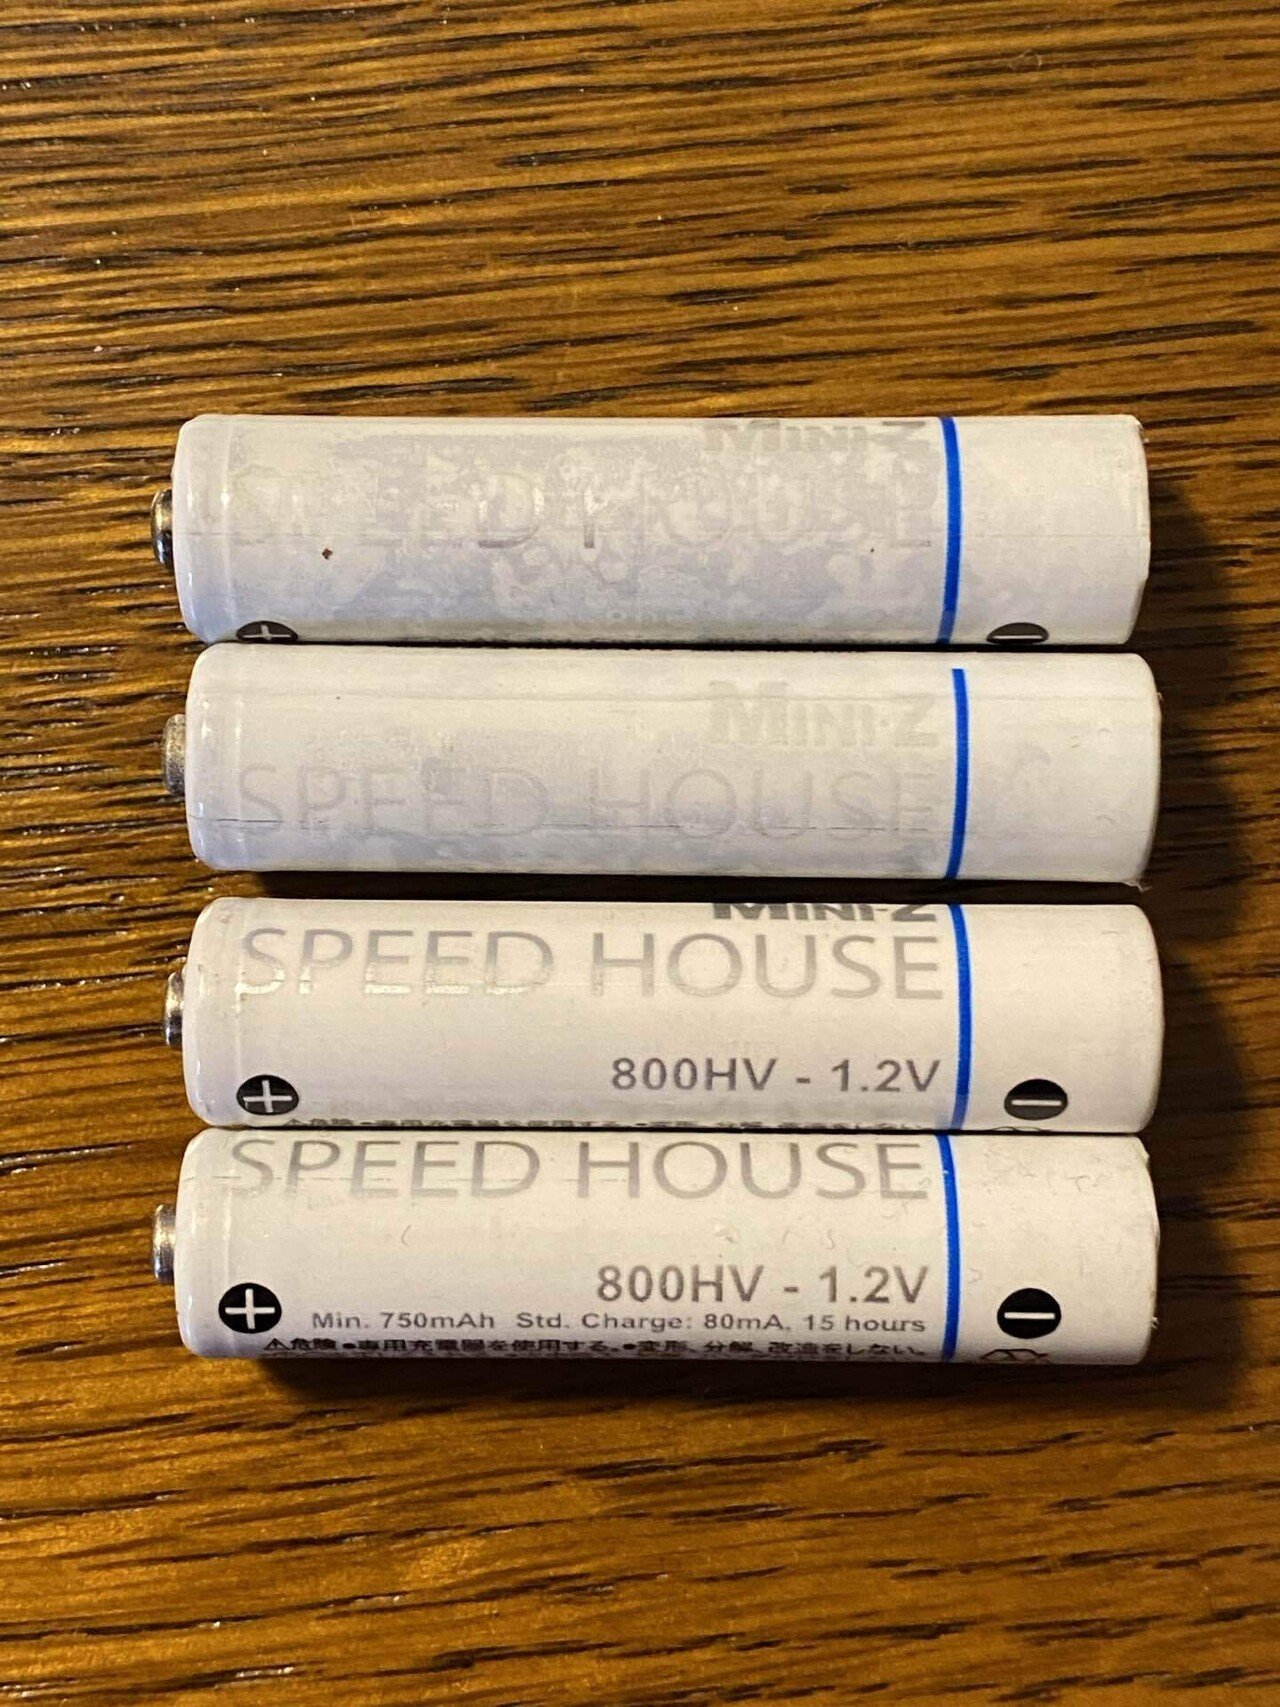 MINI-Z
SPEED HOUSE
MINI-Z
SPEED HOUSE
MINI-Z
SPEED HOUSE
800HV - 1.2V
SPEED HOUSE
800HV - 1.2V
Min. 750mAh Std. Charge: 80mA, 15 hours
⚠危険 ●専用充電器を使用する。●変形、分解、改造をしない。